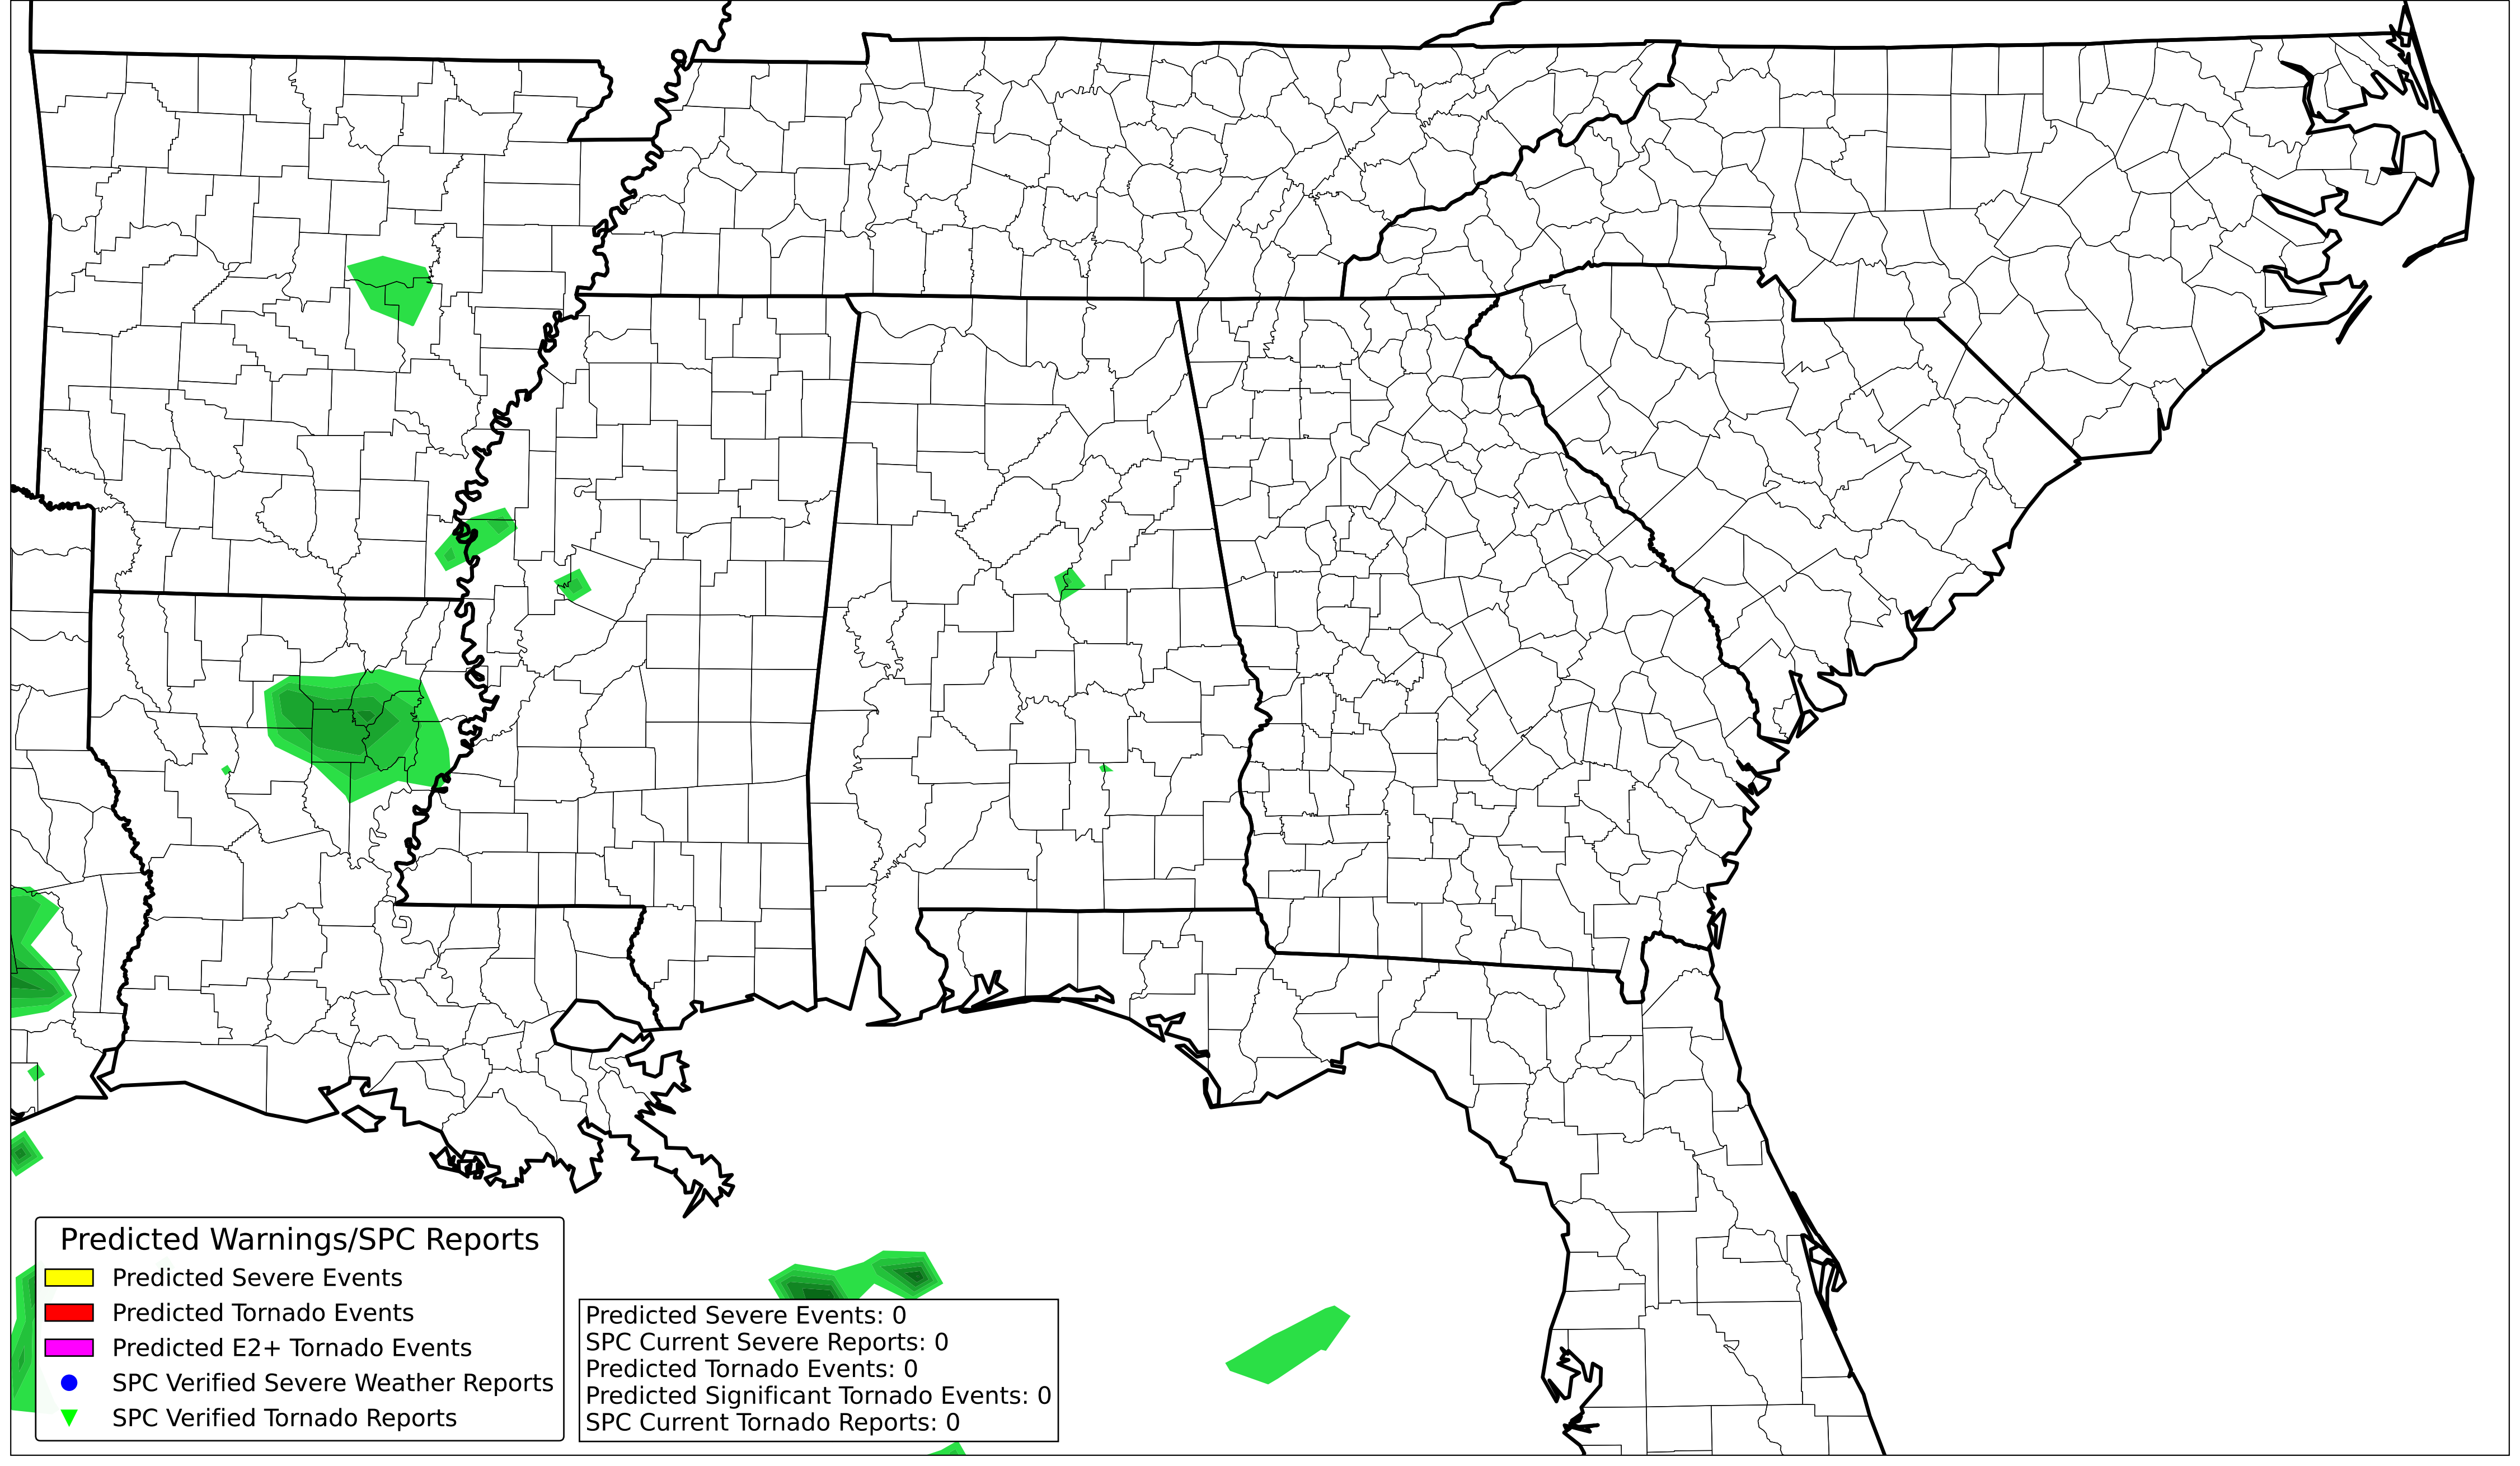 Predicted Warnings/SPC Reports
Predicted Severe Events
Predicted Tornado Events
Predicted E2+ Tornado Events
SPC Verified Severe Weather Reports
SPC Verified Tornado Reports
Predicted Severe Events: 0
SPC Current Severe Reports: 0
Predicted Tornado Events: 0
Predicted Significant Tornado Events: 0
SPC Current Tornado Reports: 0